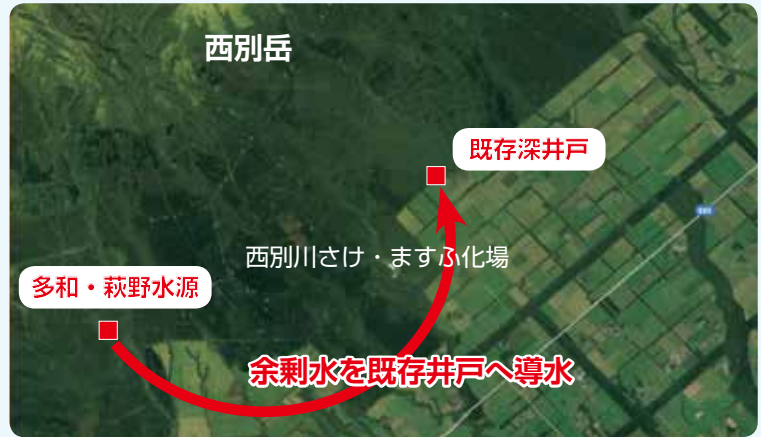 西別岳
既存深井戸
西別川さけ・ますふ化場
多和・萩野水源
余剰水を既存井戸へ導水